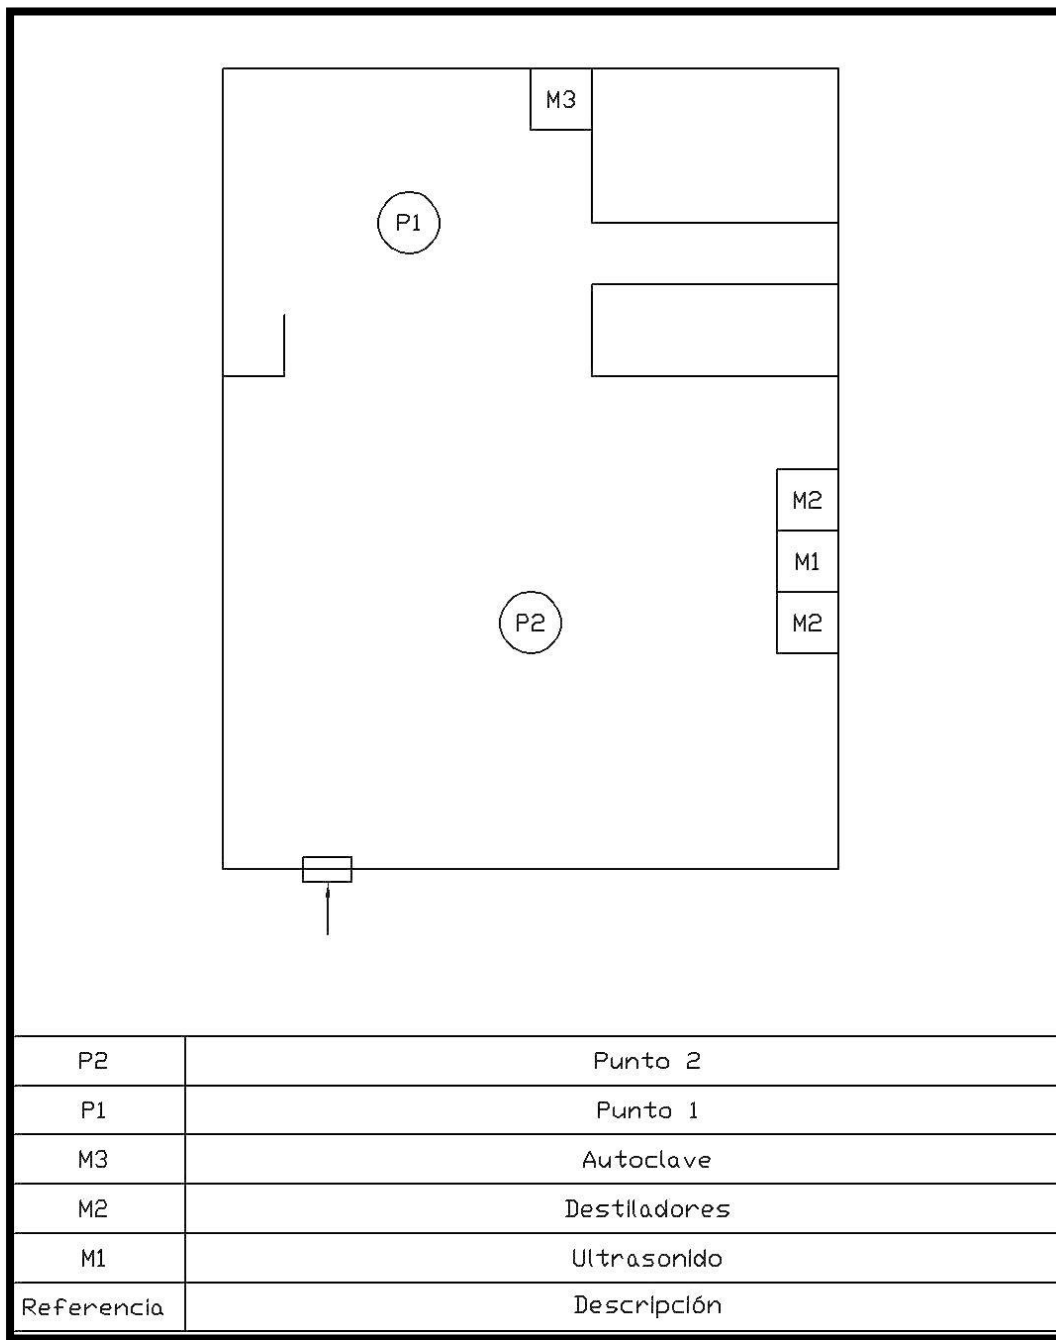 M3
P1
M2
M1
P2
M2
P2 Punto 2
P1 Punto 1
M3 Autoclave
M2 Destiladores
M1 Ultrasonido
Referencia Descripción